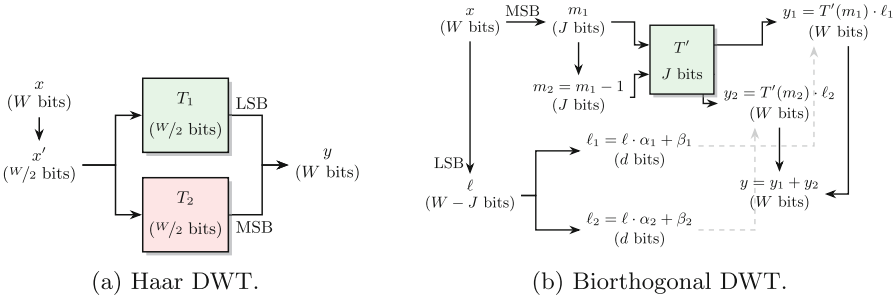 x
(W bits)
x′
(W/2 bits)
T₁
(W/2 bits)
LSB
T₂
(W/2 bits)
MSB
y
(W bits)
(a) Haar DWT.
x
(W bits)
MSB
m₁
(J bits)
m₂ = m₁ − 1
(J bits)
T′
J bits
y₁ = T′(m₁) · ℓ₁
(W bits)
y₂ = T′(m₂) · ℓ₂
(W bits)
LSB
ℓ
(W − J bits)
ℓ₁ = ℓ · α₁ + β₁
(d bits)
ℓ₂ = ℓ · α₂ + β₂
(d bits)
y = y₁ + y₂
(W bits)
(b) Biorthogonal DWT.